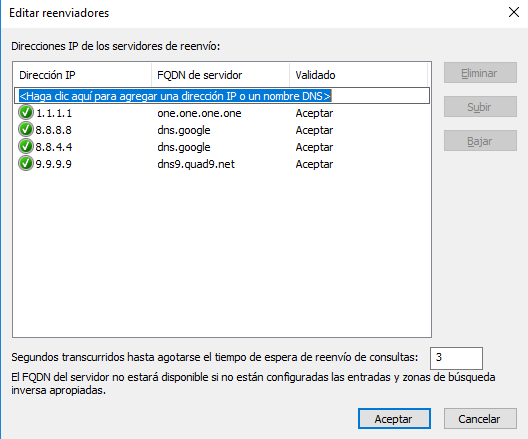 Editar reenviadores
Direcciones IP de los servidores de reenvío:
Dirección IP FQDN de servidor Validado
<Haga clic aquí para agregar una dirección IP o un nombre DNS>
1.1.1.1 one.one.one.one Aceptar
8.8.8.8 dns.google Aceptar
8.8.4.4 dns.google Aceptar
9.9.9.9 dns9.quad9.net Aceptar
Eliminar
Subir
Bajar
Segundos transcurridos hasta agotarse el tiempo de espera de reenvío de consultas: 3
El FQDN del servidor no estará disponible si no están configuradas las entradas y zonas de búsqueda
inversa apropiadas.
Aceptar Cancelar